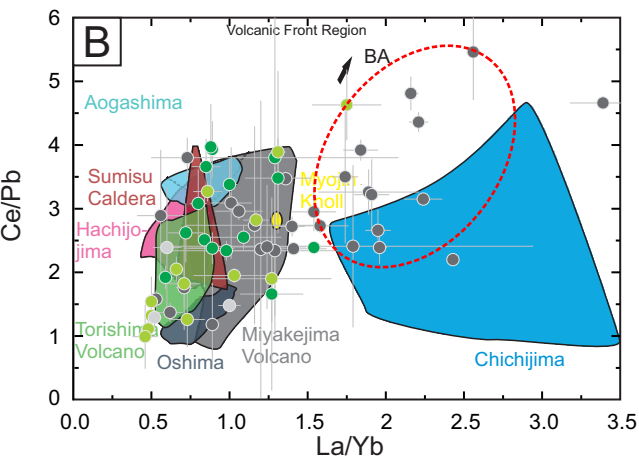 B
Volcanic Front Region
BA
Aogashima
Sumisu
Caldera
Myojin
Knoll
Hachijo-
jima
Torishima
Volcano
Oshima
Miyakejima
Volcano
Chichijima
Ce/Pb
6
5
4
3
2
1
0
0.0 0.5 1.0 1.5 2.0 2.5 3.0 3.5
La/Yb